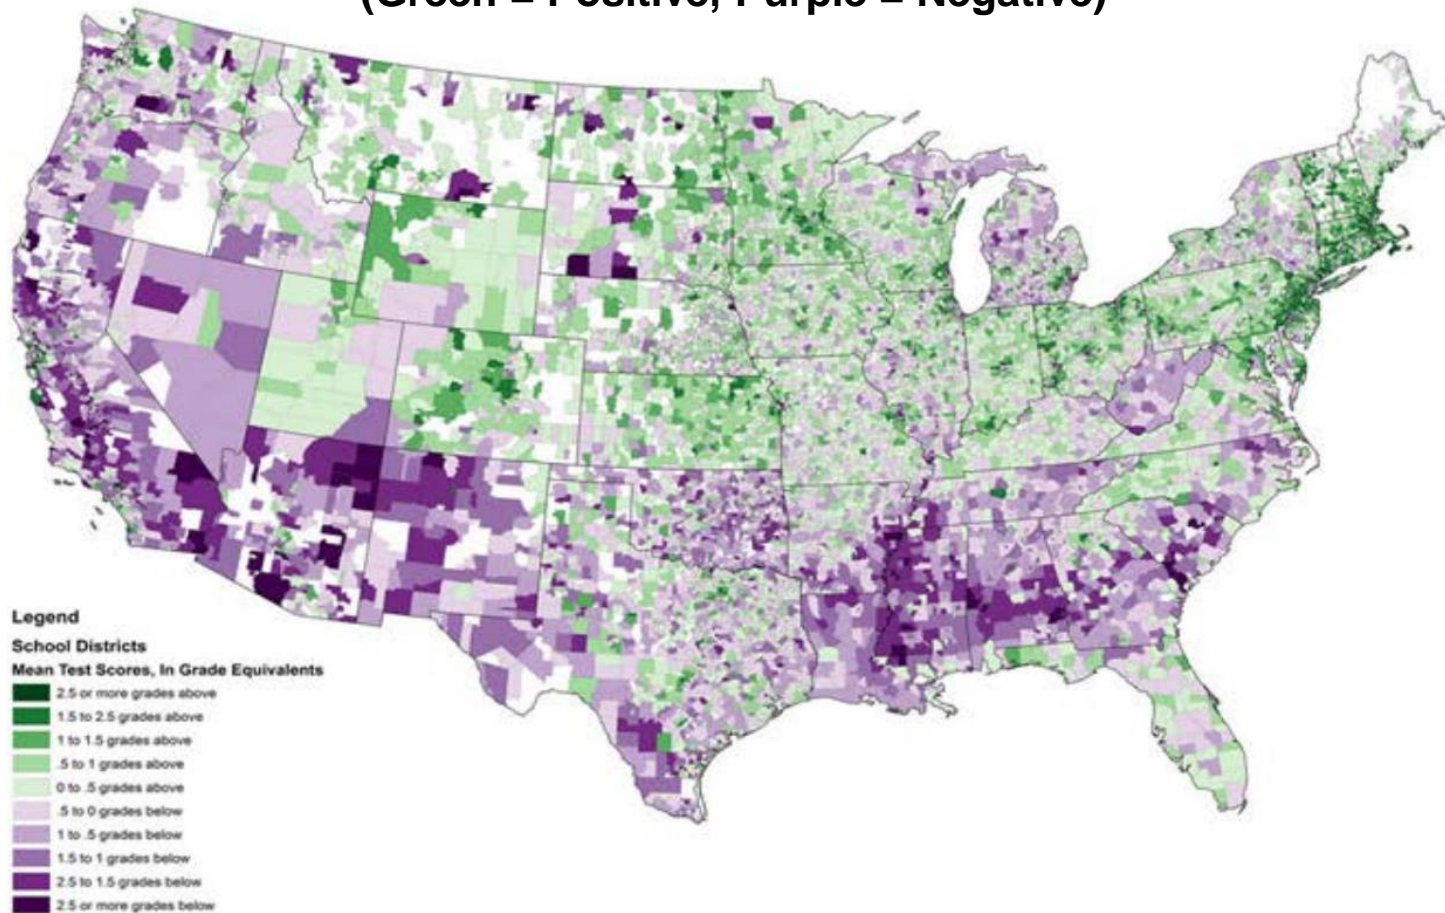 (Green = Positive, Purple = Negative)
Legend
School Districts
Mean Test Scores, In Grade Equivalents
2.5 or more grades above
1.5 to 2.5 grades above
1 to 1.5 grades above
.5 to 1 grades above
0 to .5 grades above
.5 to 0 grades below
1 to .5 grades below
1.5 to 1 grades below
2.5 to 1.5 grades below
2.5 or more grades below